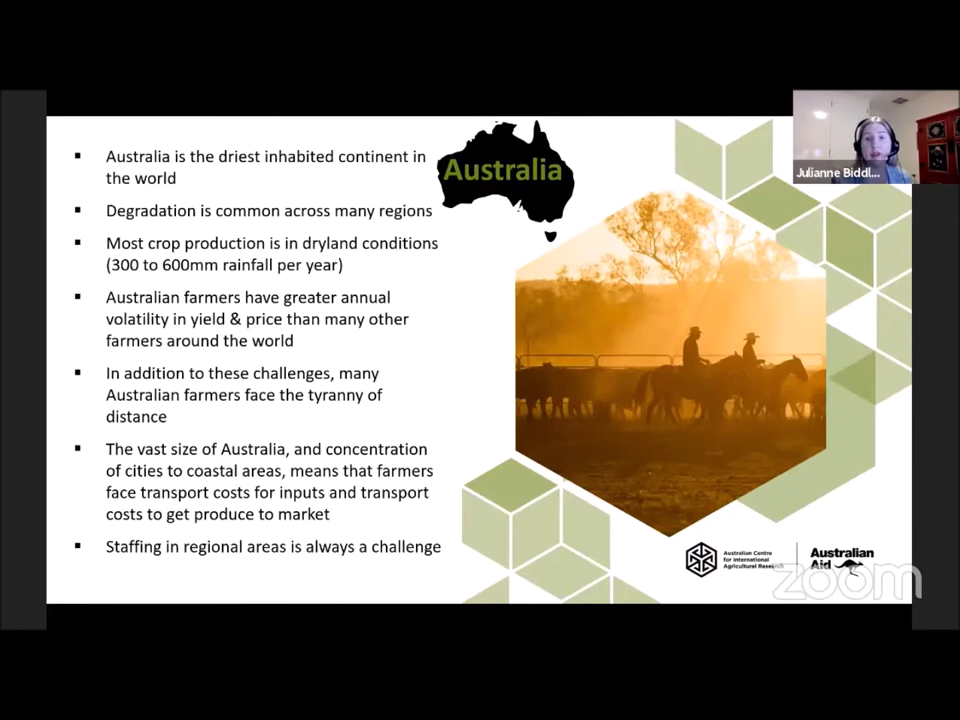 ▪ Australia is the driest inhabited continent in
the world
▪ Degradation is common across many regions
▪ Most crop production is in dryland conditions
(300 to 600mm rainfall per year)
▪ Australian farmers have greater annual
volatility in yield & price than many other
farmers around the world
▪ In addition to these challenges, many
Australian farmers face the tyranny of
distance
▪ The vast size of Australia, and concentration
of cities to coastal areas, means that farmers
face transport costs for inputs and transport
costs to get produce to market
▪ Staffing in regional areas is always a challenge
Australia
Julianne Biddl...
Australian Centre
for International
Agricultural Research
Australian
Aid
zoom